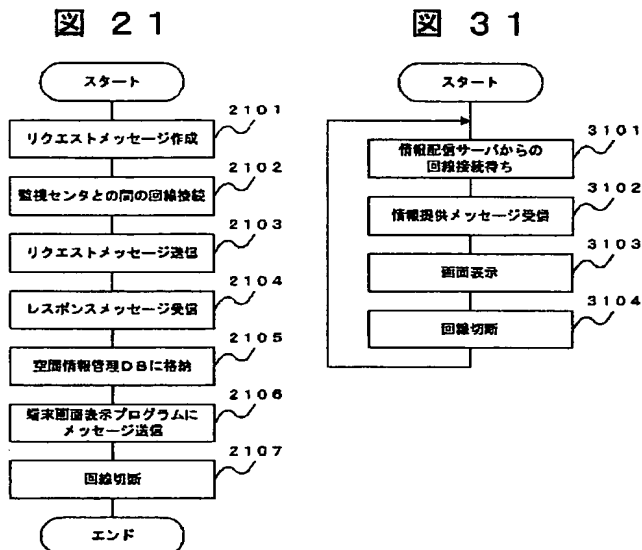 図 21
スタート
2101
リクエストメッセージ作成
2102
監視センタとの間の回線接続
2103
リクエストメッセージ送信
2104
レスポンスメッセージ受信
2105
空間情報管理DBに格納
2106
端末画面表示プログラムに
メッセージ送信
2107
回線切断
エンド
図 31
スタート
3101
情報配信サーバからの
回線接続待ち
3102
情報提供メッセージ受信
3103
画面表示
3104
回線切断